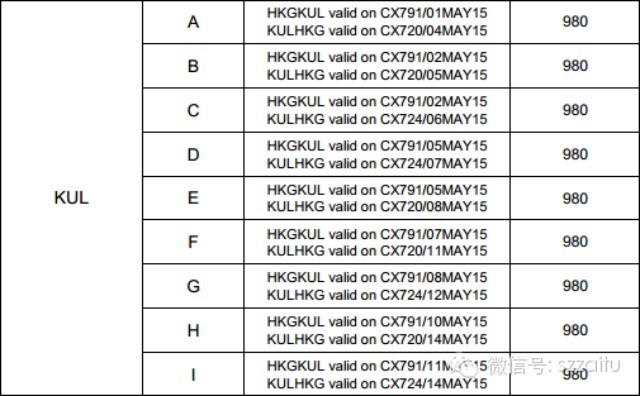 KUL
A
HKGKUL valid on CX791/01MAY15
KULHKG valid on CX720/04MAY15
980
B
HKGKUL valid on CX791/02MAY15
KULHKG valid on CX720/05MAY15
980
C
HKGKUL valid on CX791/02MAY15
KULHKG valid on CX724/06MAY15
980
D
HKGKUL valid on CX791/05MAY15
KULHKG valid on CX724/07MAY15
980
E
HKGKUL valid on CX791/05MAY15
KULHKG valid on CX720/08MAY15
980
F
HKGKUL valid on CX791/07MAY15
KULHKG valid on CX720/11MAY15
980
G
HKGKUL valid on CX791/08MAY15
KULHKG valid on CX724/12MAY15
980
H
HKGKUL valid on CX791/10MAY15
KULHKG valid on CX720/14MAY15
980
I
HKGKUL valid on CX791/11MAY15
KULHKG valid on CX724/14MAY15
980
微信号: szzaitu